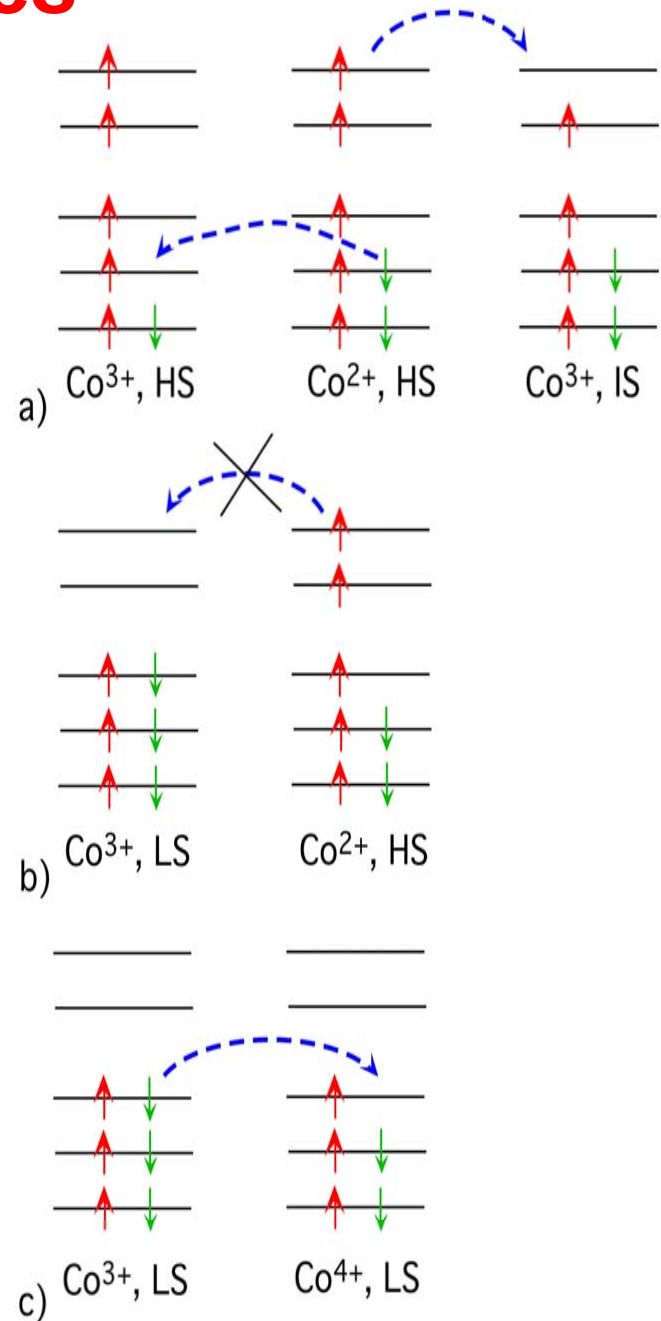 Co3+, HS Co2+, HS Co3+, IS
a)
Co3+, LS Co2+, HS
b)
Co3+, LS Co4+, LS
c)